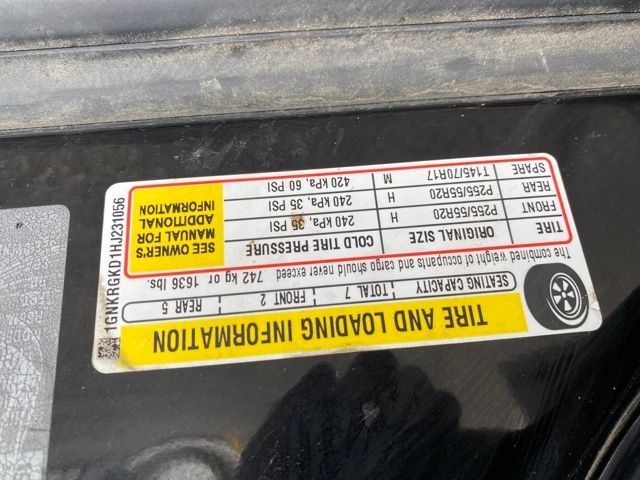 TIRE AND LOADING INFORMATION
SEATING CAPACITY TOTAL 7 FRONT 2 REAR 5
The combined weight of occupants and cargo should never exceed 742 kg or 1636 lbs.
TIRE ORIGINAL SIZE COLD TIRE PRESSURE
FRONT P255/55R20 H 240 kPa, 35 PSI
REAR P255/55R20 H 240 kPa, 35 PSI
SPARE T145/70R17 M 420 kPa, 60 PSI
SEE OWNER'S
MANUAL FOR
ADDITIONAL
INFORMATION
1GNKRGKD1HJ231056